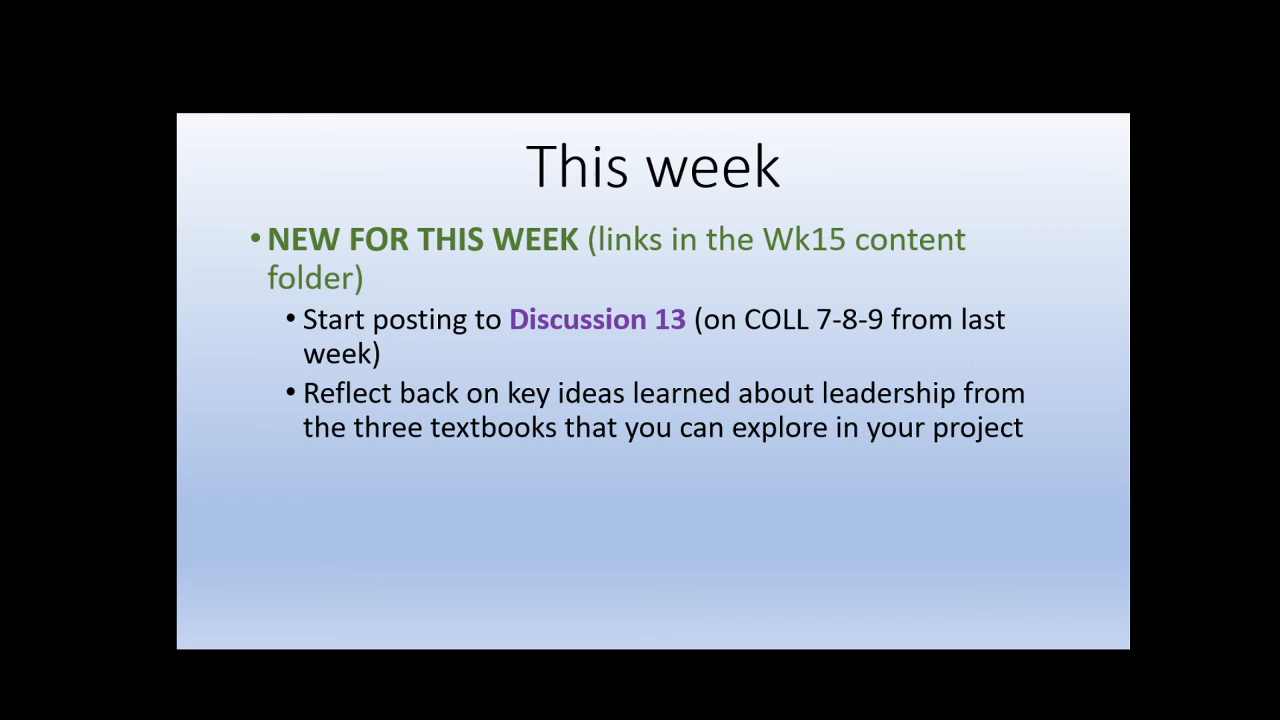 This week
•NEW FOR THIS WEEK (links in the Wk15 content
folder)
•Start posting to Discussion 13 (on COLL 7-8-9 from last
week)
•Reflect back on key ideas learned about leadership from
the three textbooks that you can explore in your project